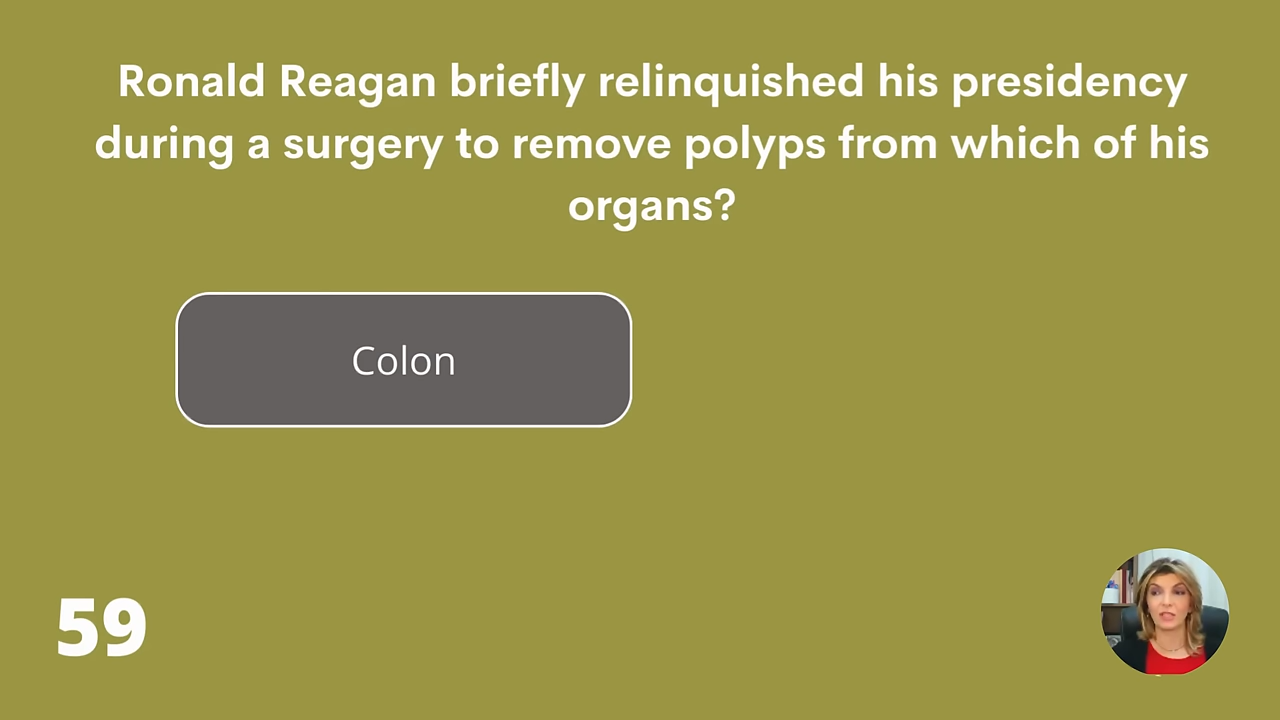 Ronald Reagan briefly relinquished his presidency
during a surgery to remove polyps from which of his
organs?
Colon
59